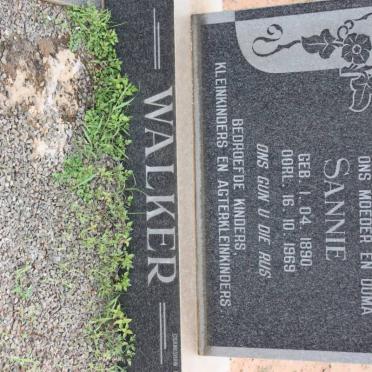 ONS MOEDER EN OUMA
SANNIE
GEB. 1. 04. 1890
OORL. 16. 10. 1969
ONS GUN U DIE RUS
BEDROEFDE KINDERS,
KLEINKINDERS EN AGTERKLEINKINDERS.
WALKER